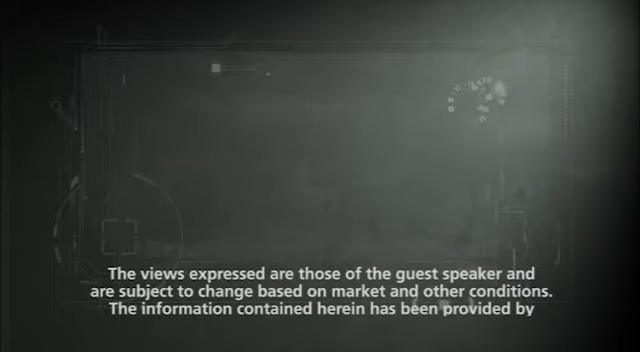 The views expressed are those of the guest speaker and
are subject to change based on market and other conditions.
The information contained herein has been provided by